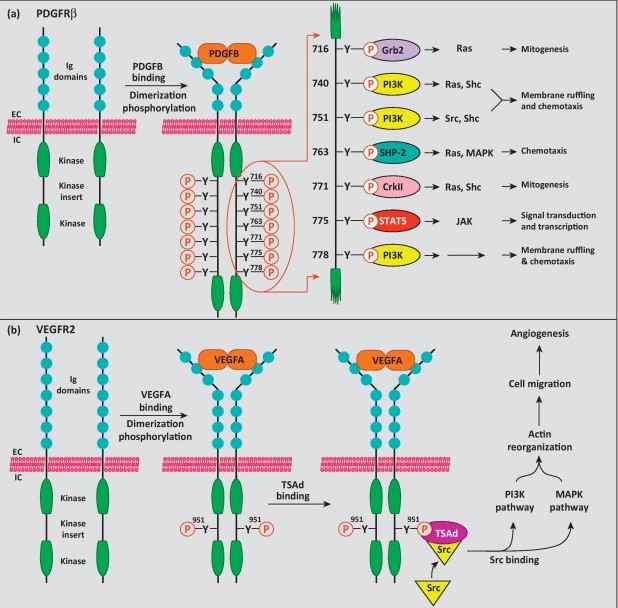 (a) PDGFRβ
Ig
domains
PDGFB
binding
Dimerization
phosphorylation
PDGFB
EC
IC
Kinase
Kinase
insert
Kinase
P Y Y 716 P
P Y Y 740 P
P Y Y 751 P
P Y Y 763 P
P Y Y 771 P
P Y Y 775 P
P Y Y 778 P
716 Y P Grb2 Ras Mitogenesis
740 Y P PI3K Ras, Shc
Membrane ruffling
and chemotaxis
751 Y P PI3K Src, Shc
763 Y P SHP-2 Ras, MAPK Chemotaxis
771 Y P CrkII Ras, Shc Mitogenesis
775 Y P STAT5 JAK Signal transduction
and transcription
778 Y P PI3K Membrane ruffling
& chemotaxis
(b) VEGFR2
Ig
domains
VEGFA
binding
Dimerization
phosphorylation
VEGFA
EC
IC
Kinase
Kinase
insert
Kinase
P 951 Y Y 951 P
TSAd
binding
VEGFA
P 951 Y Y 951 P TSAd
Src
Src
Src binding
PI3K
pathway
MAPK
pathway
Actin
reorganization
Cell migration
Angiogenesis